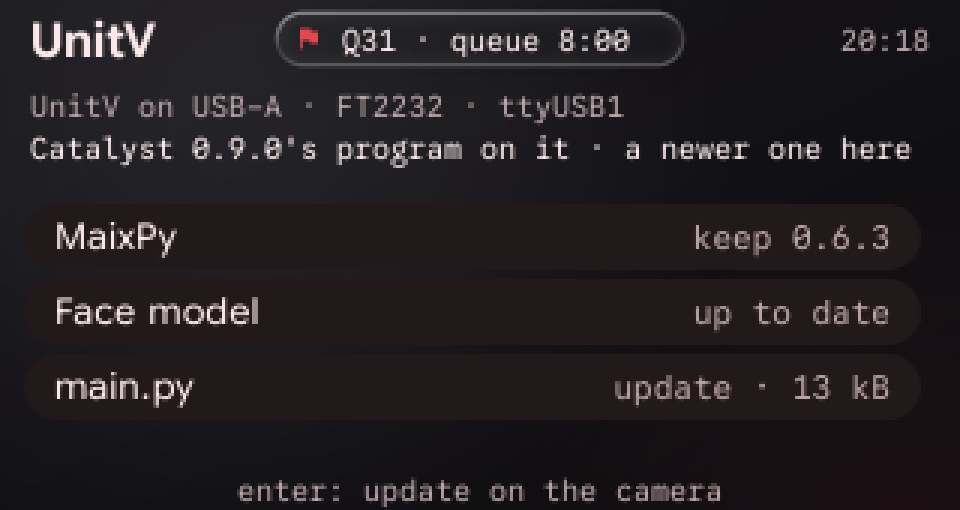 UnitV
Q31 · queue 8:00
20:18
UnitV on USB-A · FT2232 · ttyUSB1
Catalyst 0.9.0's program on it · a newer one here
MaixPy keep 0.6.3
Face model up to date
main.py update · 13 kB
enter: update on the camera